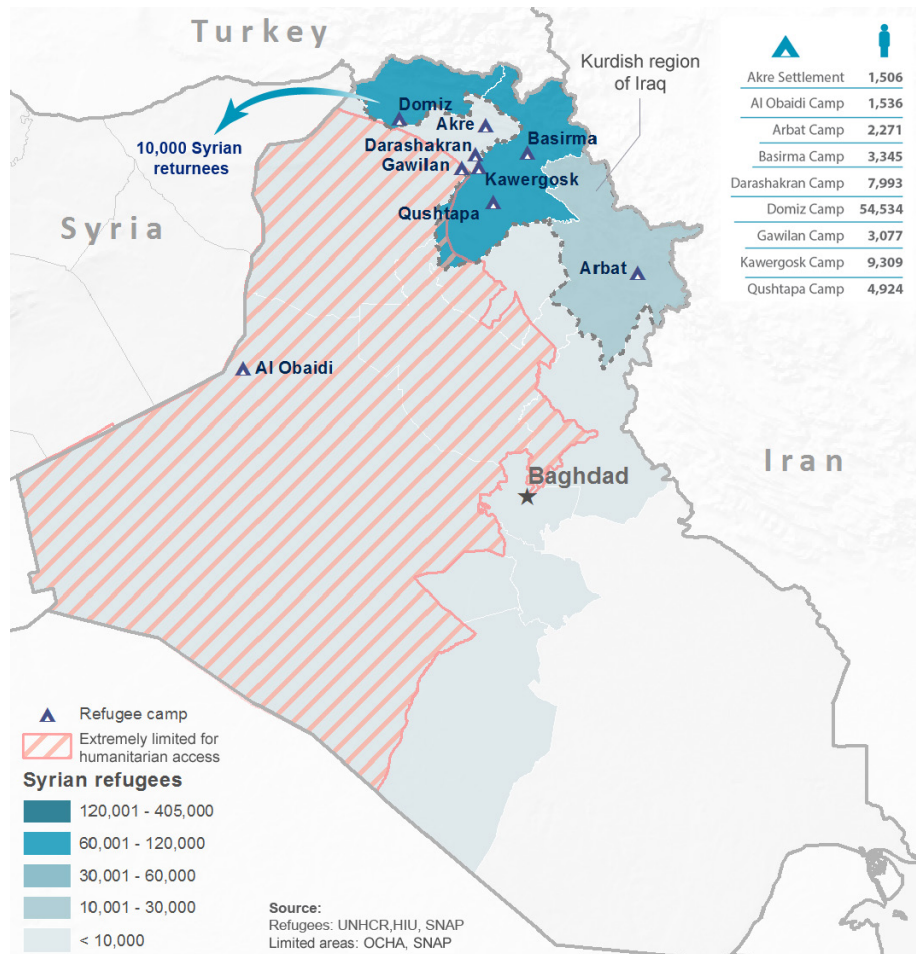 Turkey
Kurdish region
of Iraq
Akre Settlement 1,506
Al Obaidi Camp 1,536
Arbat Camp 2,271
Basirma Camp 3,345
Darashakran Camp 7,993
Domiz Camp 54,534
Gawilan Camp 3,077
Kawergosk Camp 9,309
Qushtapa Camp 4,924
Domiz
Akre
10,000 Syrian
returnees
Darashakran
Basirma
Gawilan
Kawergosk
Qushtapa
Syria
Arbat
Al Obaidi
Iran
Baghdad
Refugee camp
Extremely limited for
humanitarian access
Syrian refugees
120,001 - 405,000
60,001 - 120,000
30,001 - 60,000
10,001 - 30,000
< 10,000
Source:
Refugees: UNHCR,HIU, SNAP
Limited areas: OCHA, SNAP